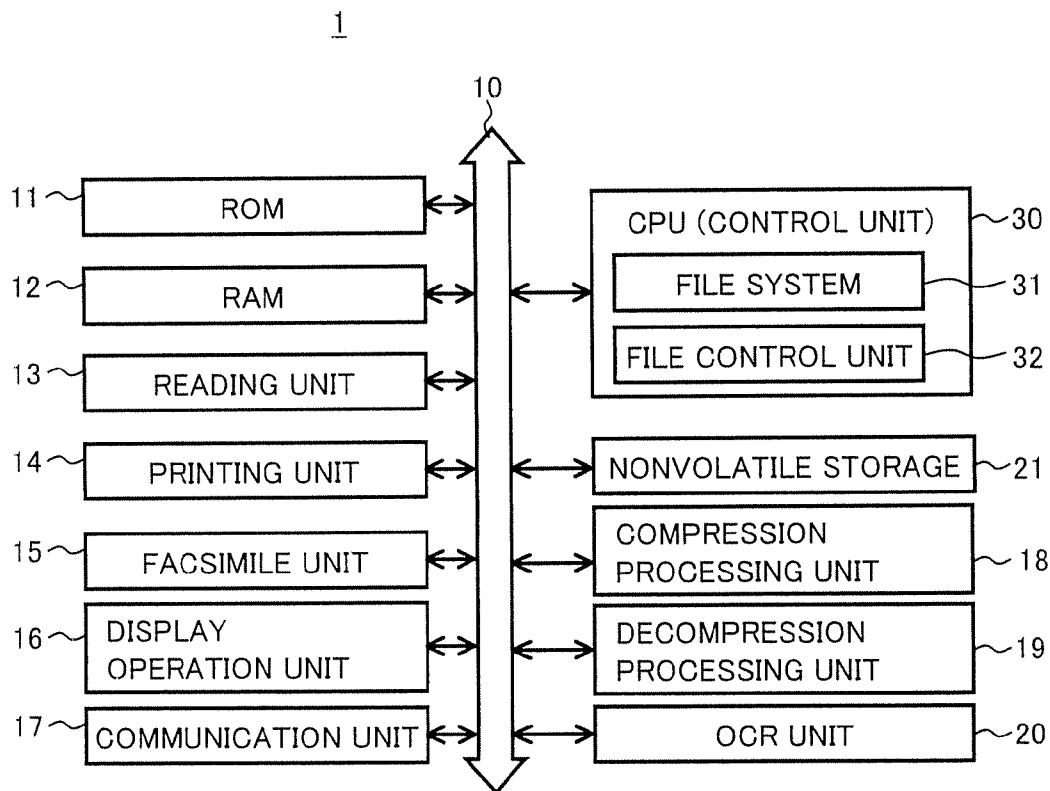 1
10
11
ROM
12
RAM
13
READING UNIT
14
PRINTING UNIT
15
FACSIMILE UNIT
16
DISPLAY
OPERATION UNIT
17
COMMUNICATION UNIT
CPU (CONTROL UNIT)
30
FILE SYSTEM
31
FILE CONTROL UNIT
32
NONVOLATILE STORAGE
21
COMPRESSION
PROCESSING UNIT
18
DECOMPRESSION
PROCESSING UNIT
19
OCR UNIT
20